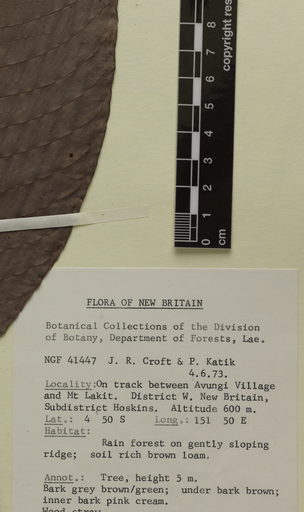 8
7
6
5
4
3
2
1
0
cm
copyright res
FLORA OF NEW BRITAIN
Botanical Collections of the Division
of Botany, Department of Forests, Lae.
NGF 41447 J. R. Croft & P. Katik
4.6.73.
Locality:On track between Avungi Village
and Mt Lakit. District W. New Britain,
Subdistrict Hoskins. Altitude 600 m.
Lat.: 4 50 S Long.: 151 50 E
Habitat:
Rain forest on gently sloping
ridge; soil rich brown loam.
Annot.: Tree, height 5 m.
Bark grey brown/green; under bark brown;
inner bark pink cream.
Wood straw